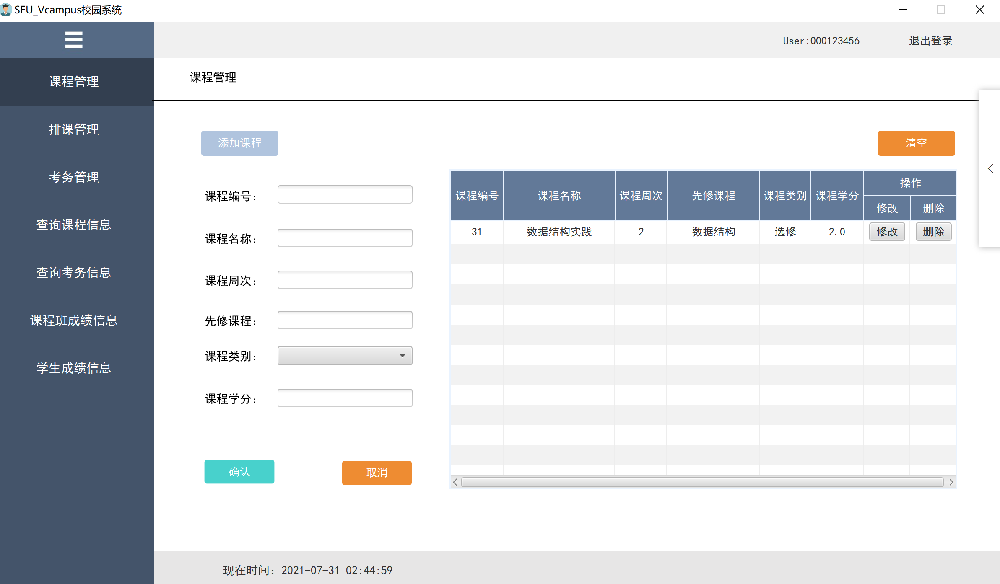 SEU_Vcampus校园系统
User:000123456 退出登录
课程管理
排课管理
考务管理
查询课程信息
查询考务信息
课程班成绩信息
学生成绩信息
课程管理
添加课程 清空
课程编号：
课程名称：
课程周次：
先修课程：
课程类别：
课程学分：
确认 取消
课程编号 课程名称 课程周次 先修课程 课程类别 课程学分 操作
修改 删除
31 数据结构实践 2 数据结构 选修 2.0 修改 删除
现在时间：2021-07-31 02:44:59